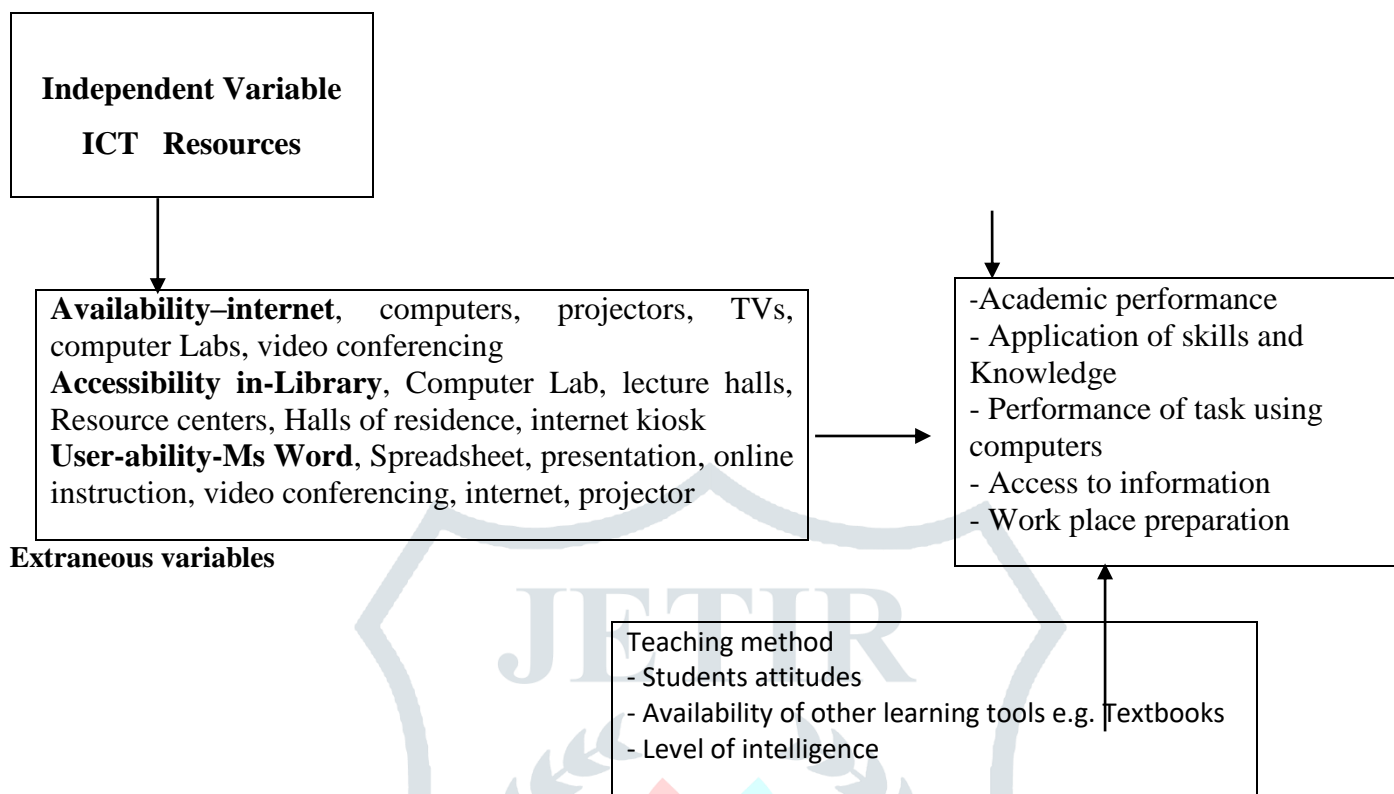 Independent Variable
ICT Resources
Availability–internet, computers, projectors, TVs,
computer Labs, video conferencing
Accessibility in-Library, Computer Lab, lecture halls,
Resource centers, Halls of residence, internet kiosk
User-ability-Ms Word, Spreadsheet, presentation, online
instruction, video conferencing, internet, projector
-Academic performance
- Application of skills and
Knowledge
- Performance of task using
computers
- Access to information
- Work place preparation
Extraneous variables
JETIR
Teaching method
- Students attitudes
- Availability of other learning tools e.g. Textbooks
- Level of intelligence